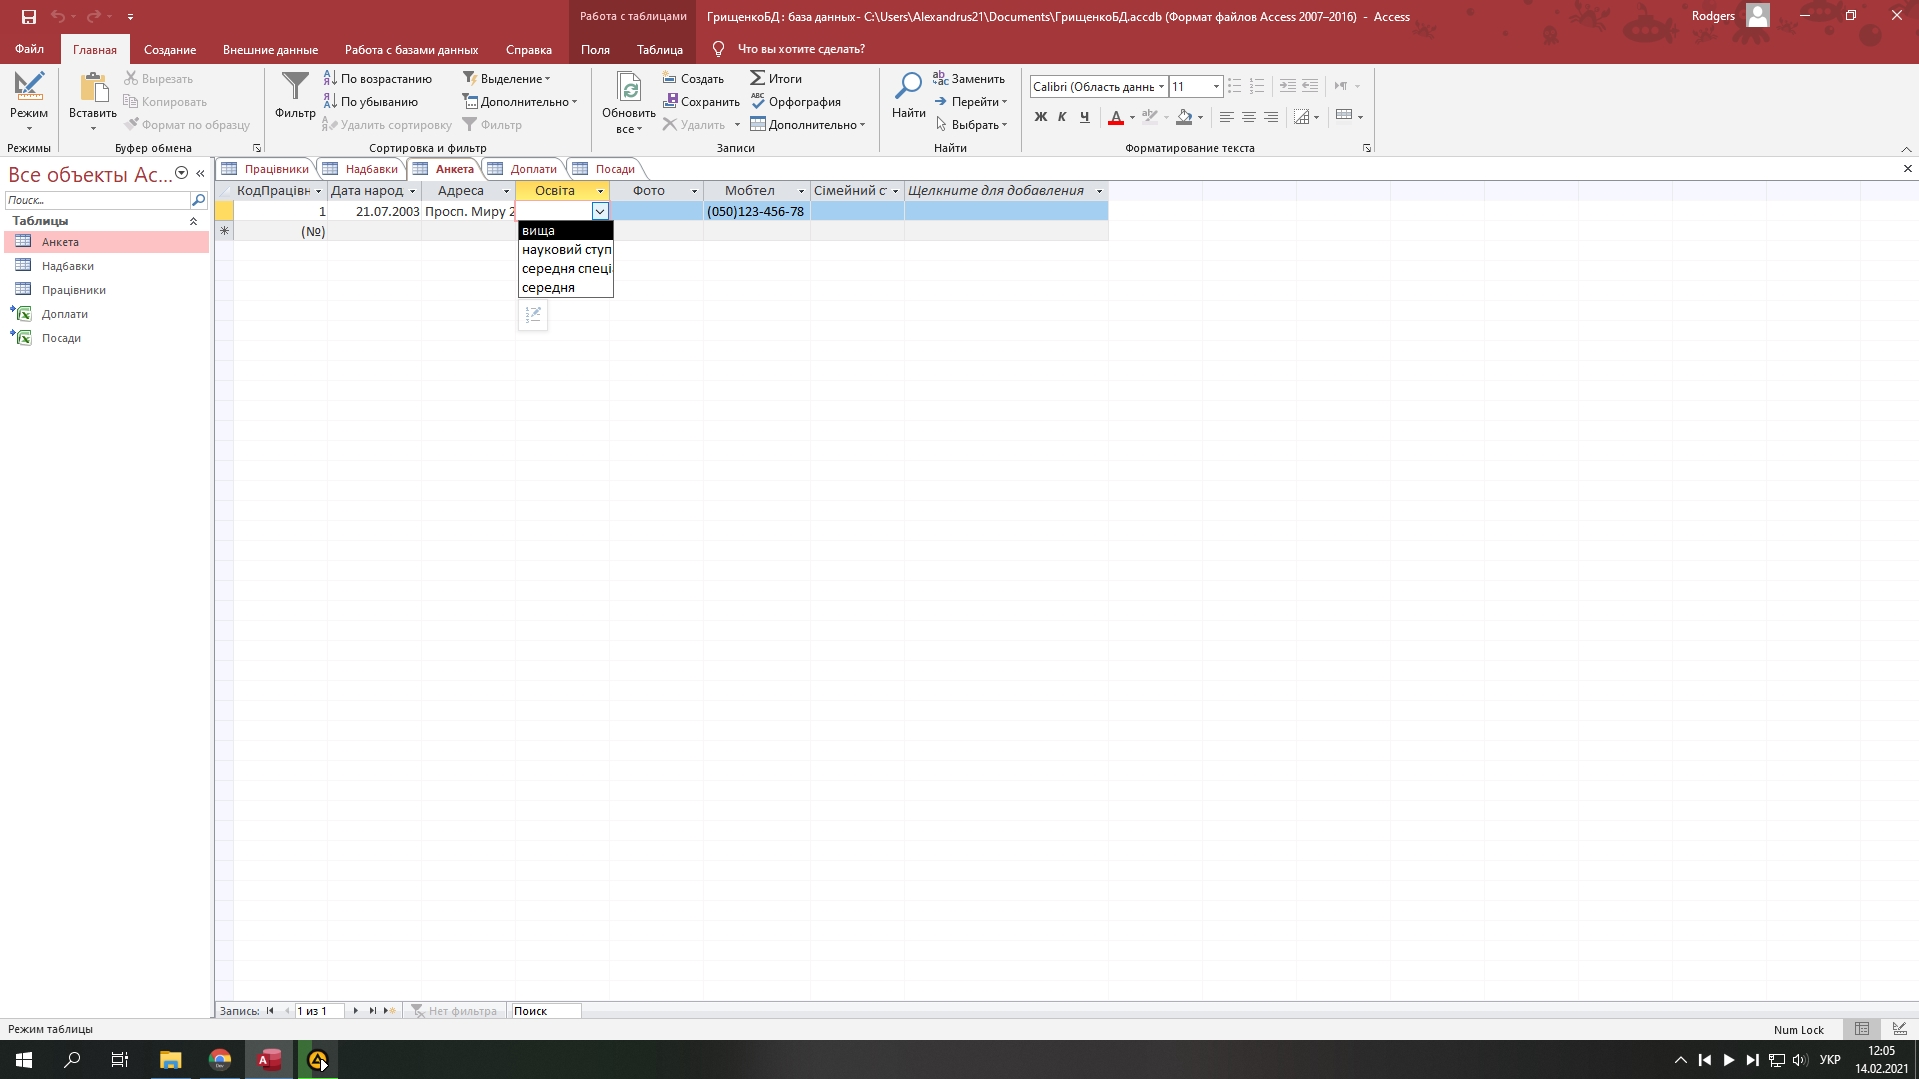 Работа с таблицами
ГрищенкоБД : база данных- C:\Users\Alexandrus21\Documents\ГрищенкоБД.accdb (Формат файлов Access 2007–2016) - Access
Rodgers
Файл
Главная
Создание
Внешние данные
Работа с базами данных
Справка
Поля
Таблица
Что вы хотите сделать?
Режим
Режимы
Вставить
Вырезать
Копировать
Формат по образцу
Буфер обмена
Фильтр
По возрастанию
По убыванию
Удалить сортировку
Выделение
Дополнительно
Фильтр
Сортировка и фильтр
Обновить
все
Создать
Сохранить
Удалить
Итоги
Орфография
Дополнительно
Записи
Найти
Заменить
Перейти
Выбрать
Найти
Calibri (Область даннь
11
Ж К Ч
Форматирование текста
Все объекты Ac...
Поиск...
Таблицы
Анкета
Надбавки
Працівники
Доплати
Посади
Працівники
Надбавки
Анкета
Доплати
Посади
КодПрацівн
Дата народ
Адреса
Освіта
Фото
Мобтел
Сімейний с
Щелкните для добавления
1
21.07.2003
Просп. Миру 2
(050)123-456-78
(№)
вища
науковий ступ
середня спеціа
середня
Запись:
1 из 1
Нет фильтра
Поиск
Режим таблицы
Num Lock
УКР
12:05
14.02.2021